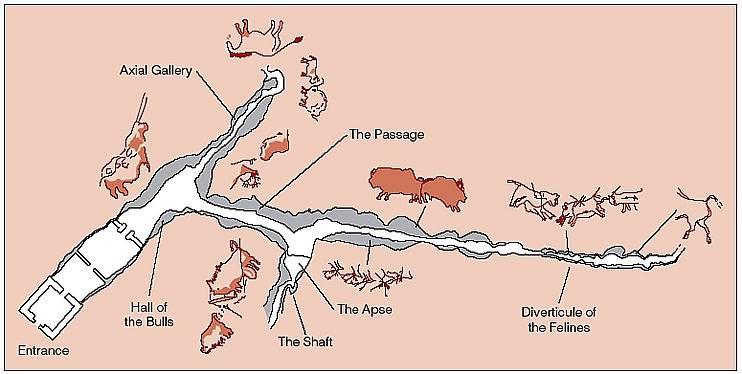 Axial Gallery
The Passage
Hall of
the Bulls
The Apse
Diverticule of
the Felines
The Shaft
Entrance